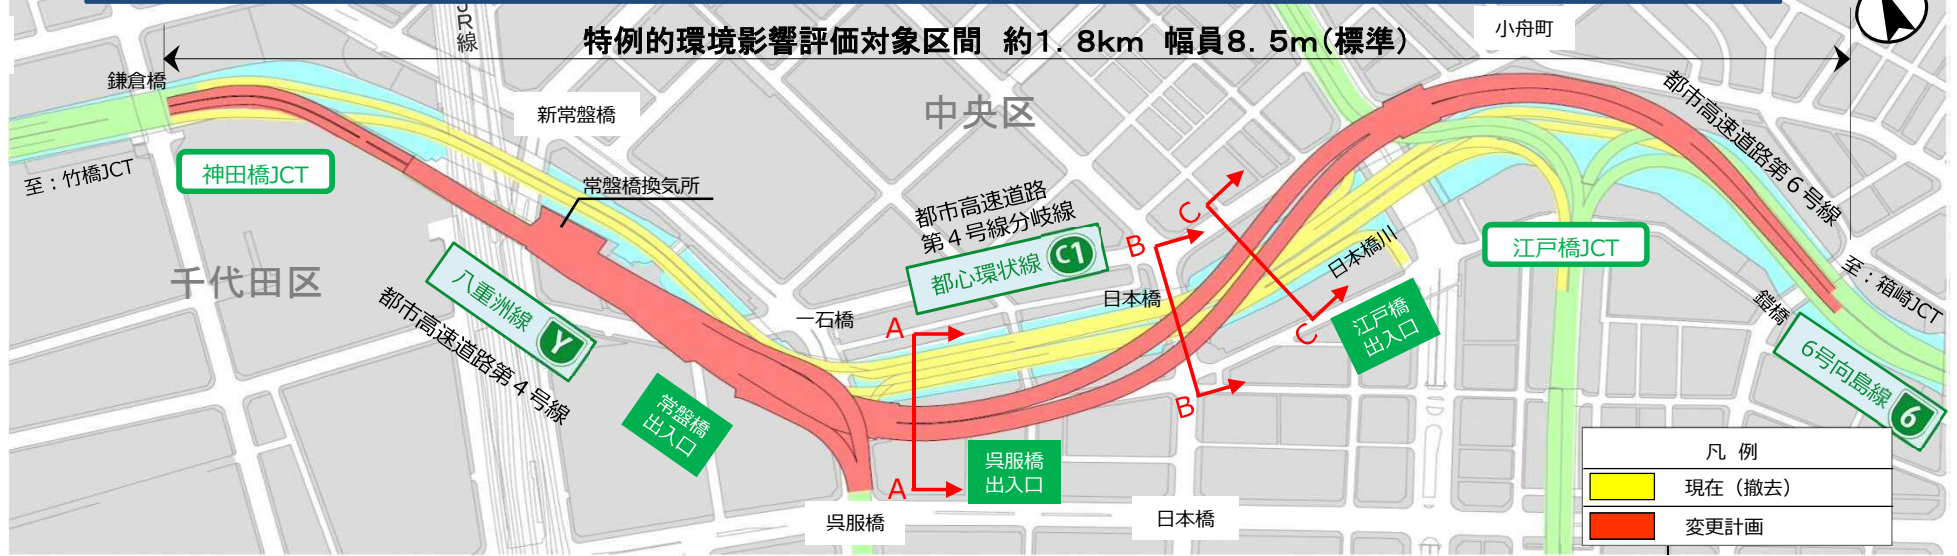 JR線
特例的環境影響評価対象区間 約1.8km 幅員8.5m(標準)
小舟町
鎌倉橋
新常盤橋
中央区
都市高速道路第6号線
至:竹橋JCT
神田橋JCT
常盤橋換気所
都市高速道路
第4号線分岐線
都心環状線 C1
C
B
日本橋川
江戸橋JCT
千代田区
八重洲線 Y
都市高速道路第4号線
一石橋
日本橋
A
C
江戸橋
出入口
至:箱崎JCT
鎧橋
6号向島線 6
常盤橋
出入口
B
呉服橋
出入口
A
呉服橋
日本橋
凡 例
現在(撤去)
変更計画